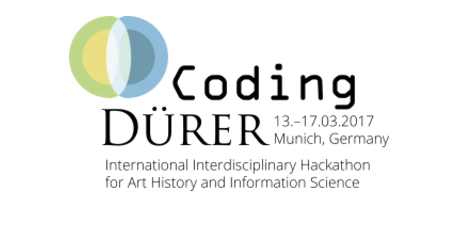 Coding
DÜRER
13.–17.03.2017
Munich, Germany
International Interdisciplinary Hackathon
for Art History and Information Science